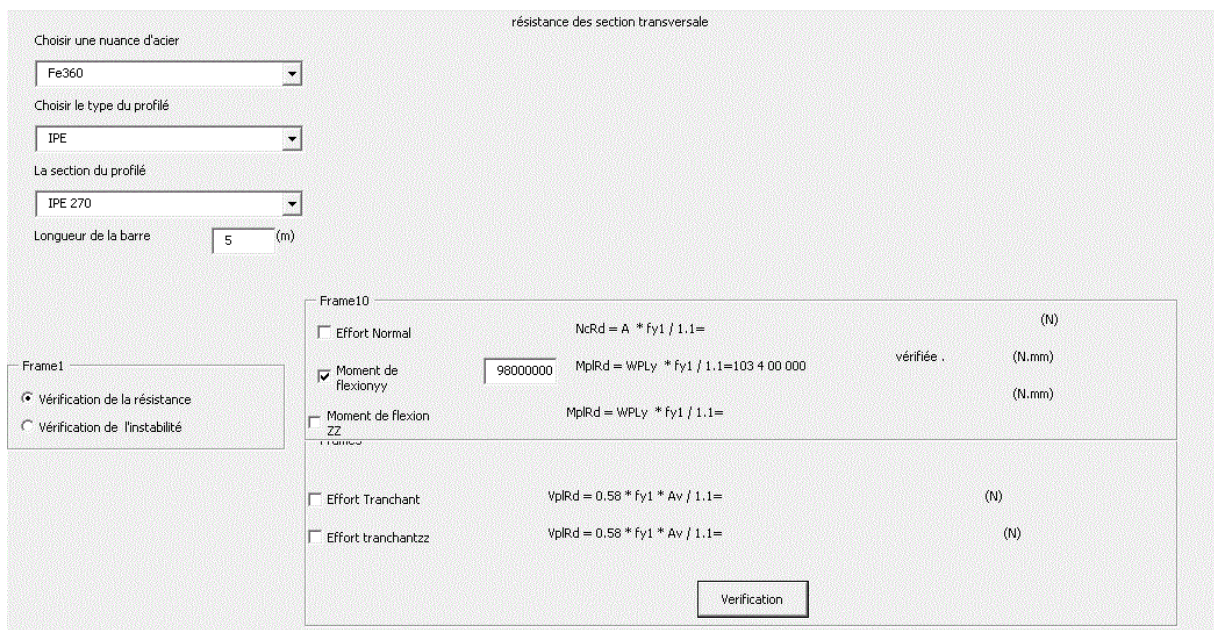 résistance des section transversale
Choisir une nuance d'acier
Fe360
Choisir le type du profilé
IPE
La section du profilé
IPE 270
Longueur de la barre 5 (m)
Frame10
Effort Normal NcRd = A * fy1 / 1.1= (N)
Moment de flexionyy 98000000 MplRd = WPLy * fy1 / 1.1=103 4 00 000 vérifiée . (N.mm)
Moment de flexion ZZ MplRd = WPLy * fy1 / 1.1= (N.mm)
Frame1
Vérification de la résistance
Vérification de l'instabilité
Effort Tranchant VplRd = 0.58 * fy1 * Av / 1.1= (N)
Effort tranchantzz VplRd = 0.58 * fy1 * Av / 1.1= (N)
Verification